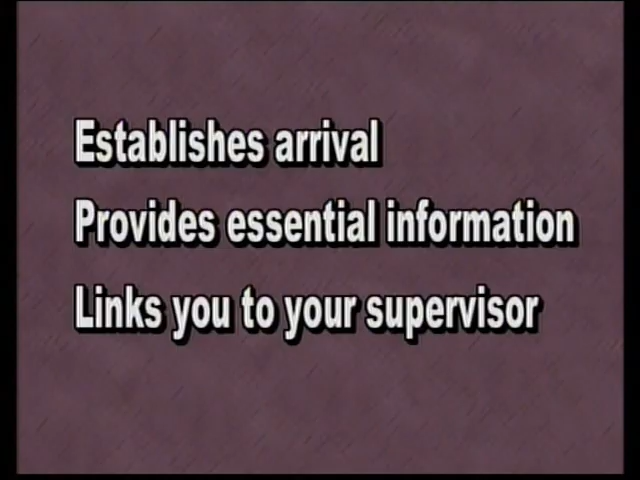 Establishes arrival
Provides essential information
Links you to your supervisor